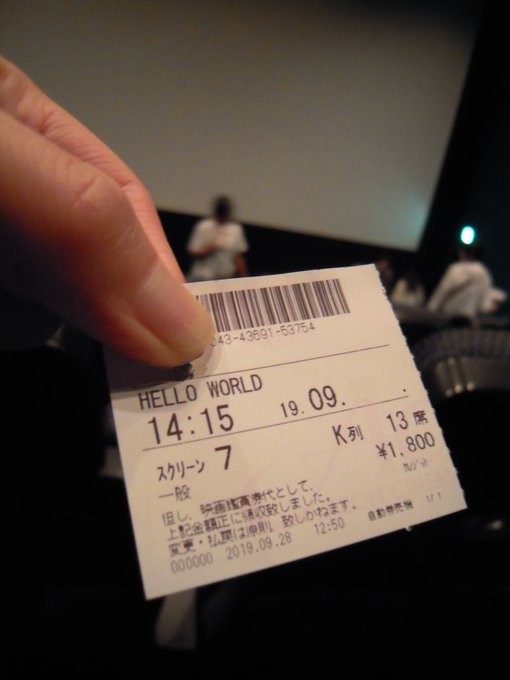 043-43691-53754
HELLO WORLD
14:15 19.09.
スクリーン 7 K列 13席
一般 ¥1,800
クレジット
但し、映画鑑賞券代として、
上記金額正に領収致しました。
変更・払戻は原則 致しかねます。
000000 2019.09.28 12:50 自動券売機 1/1